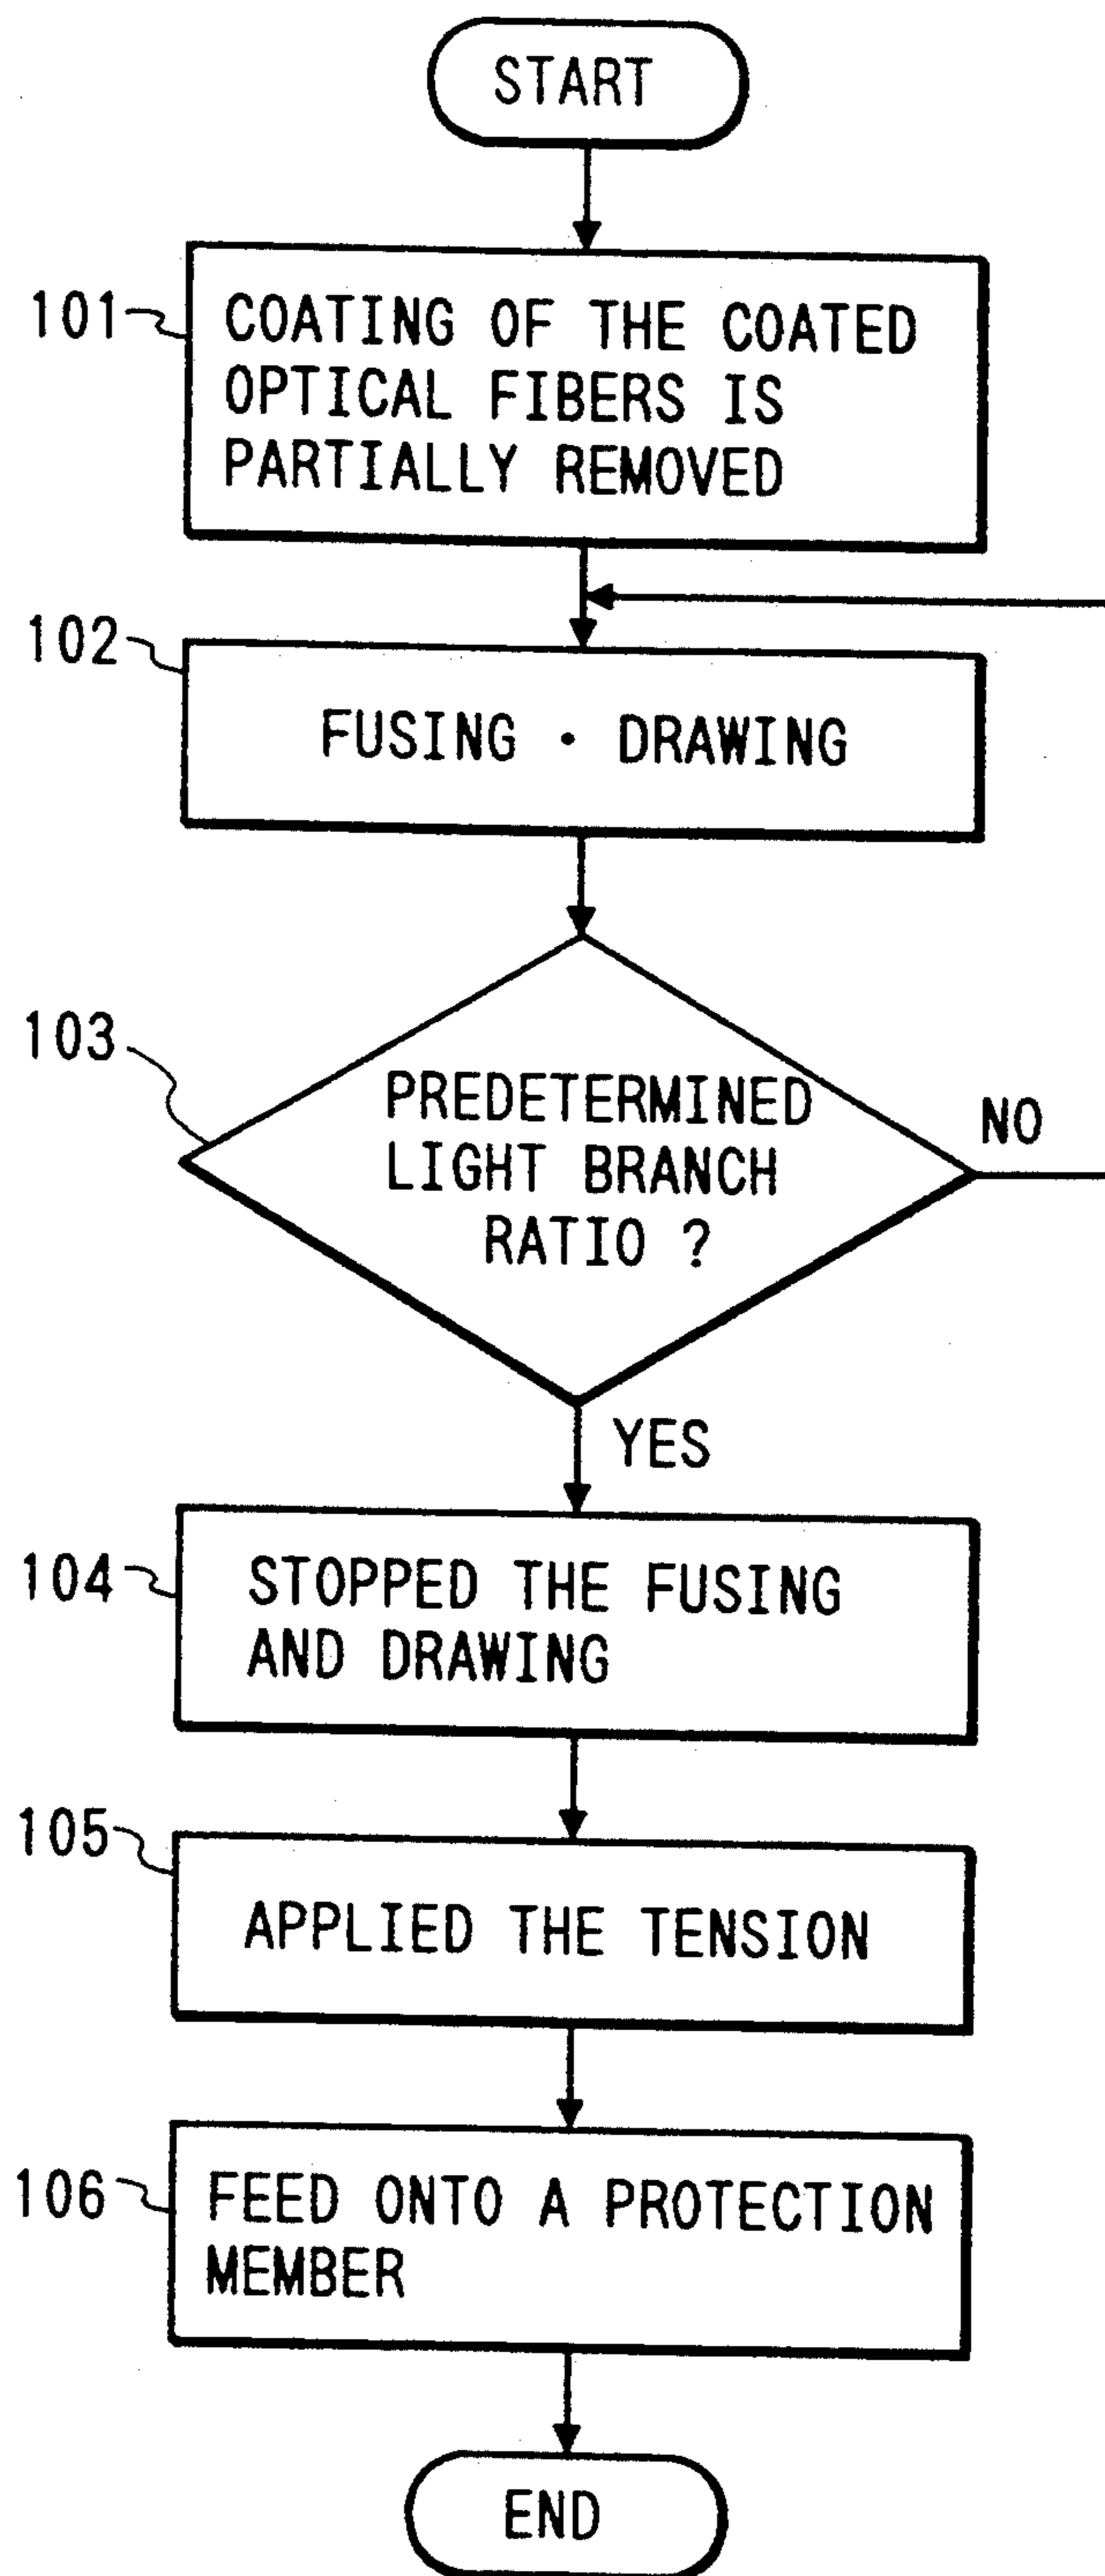 START
101
COATING OF THE COATED
OPTICAL FIBERS IS
PARTIALLY REMOVED
102
FUSING · DRAWING
103
PREDETERMINED
LIGHT BRANCH
RATIO ?
NO
YES
104
STOPPED THE FUSING
AND DRAWING
105
APPLIED THE TENSION
106
FEED ONTO A PROTECTION
MEMBER
END